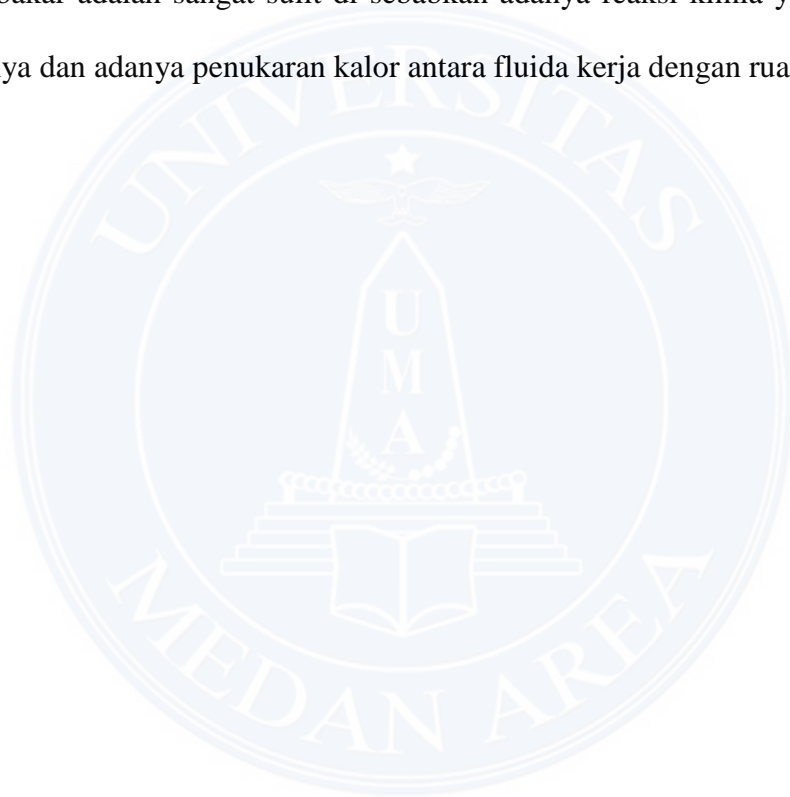 bakar adalah sangat sulit di sebabkan adanya reaksi kimia y
ya dan adanya penukaran kalor antara fluida kerja dengan rua
UNIVERSITAS
U
M
A
MEDAN AREA